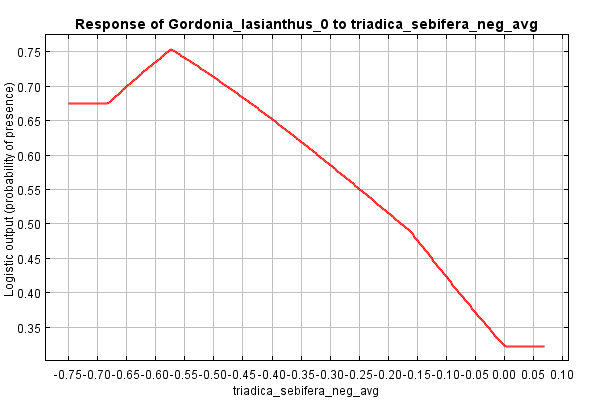 Response of Gordonia_lasianthus_0 to triadica_sebifera_neg_avg
Logistic output (probability of presence)
0.75
0.70
0.65
0.60
0.55
0.50
0.45
0.40
0.35
-0.75 -0.70 -0.65 -0.60 -0.55 -0.50 -0.45 -0.40 -0.35 -0.30 -0.25 -0.20 -0.15 -0.10 -0.05 0.00 0.05 0.10
triadica_sebifera_neg_avg